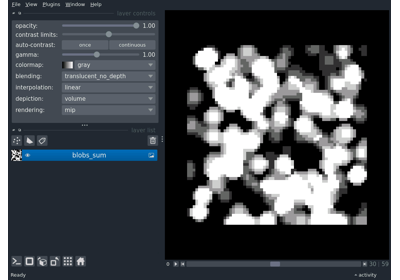 File View Plugins Window Help
layer controls
opacity: 1.00
contrast limits:
auto-contrast: once continuous
gamma: 1.00
colormap: gray
blending: translucent_no_depth
interpolation: linear
depiction: volume
rendering: mip
layer list
blobs_sum
30 59
Ready activity